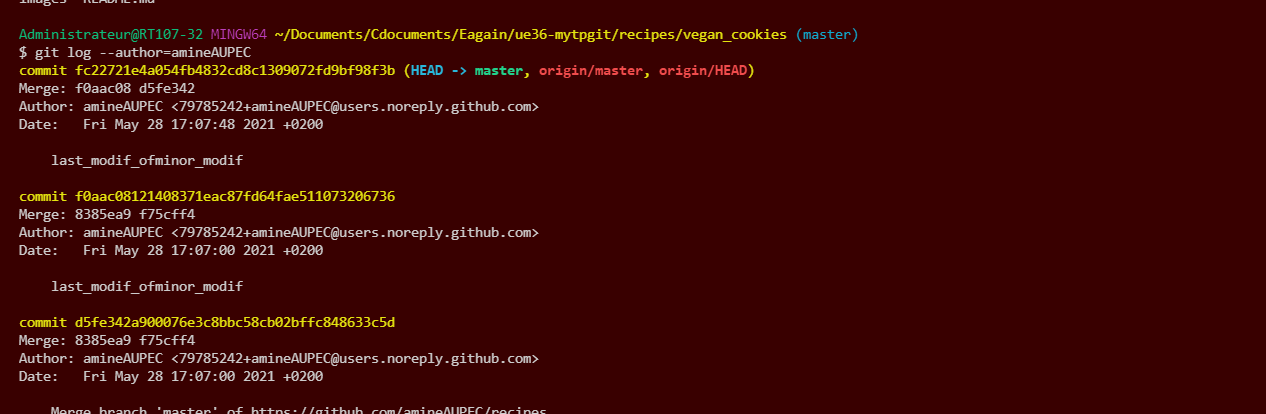 images README.md
Administrateur@RT107-32 MINGW64 ~/Documents/Cdocuments/Eagain/ue36-mytpgit/recipes/vegan_cookies (master)
$ git log --author=amineAUPEC
commit fc22721e4a054fb4832cd8c1309072fd9bf98f3b (HEAD -> master, origin/master, origin/HEAD)
Merge: f0aac08 d5fe342
Author: amineAUPEC <79785242+amineAUPEC@users.noreply.github.com>
Date:   Fri May 28 17:07:48 2021 +0200
last_modif_ofminor_modif
commit f0aac08121408371eac87fd64fae511073206736
Merge: 8385ea9 f75cff4
Author: amineAUPEC <79785242+amineAUPEC@users.noreply.github.com>
Date:   Fri May 28 17:07:00 2021 +0200
last_modif_ofminor_modif
commit d5fe342a900076e3c8bbc58cb02bffc848633c5d
Merge: 8385ea9 f75cff4
Author: amineAUPEC <79785242+amineAUPEC@users.noreply.github.com>
Date:   Fri May 28 17:07:00 2021 +0200
Merge branch 'master' of https://github.com/amineAUPEC/recipes